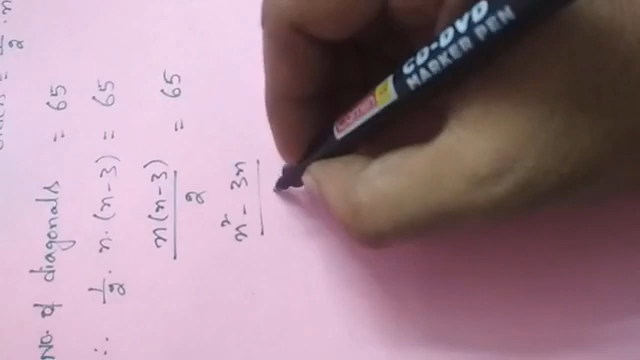 No. of diagonals = 65
∴ 1/2 · n · (n-3) = 65
n(n-3)/2 = 65
n² - 3n
CD-DVD
MARKER PEN